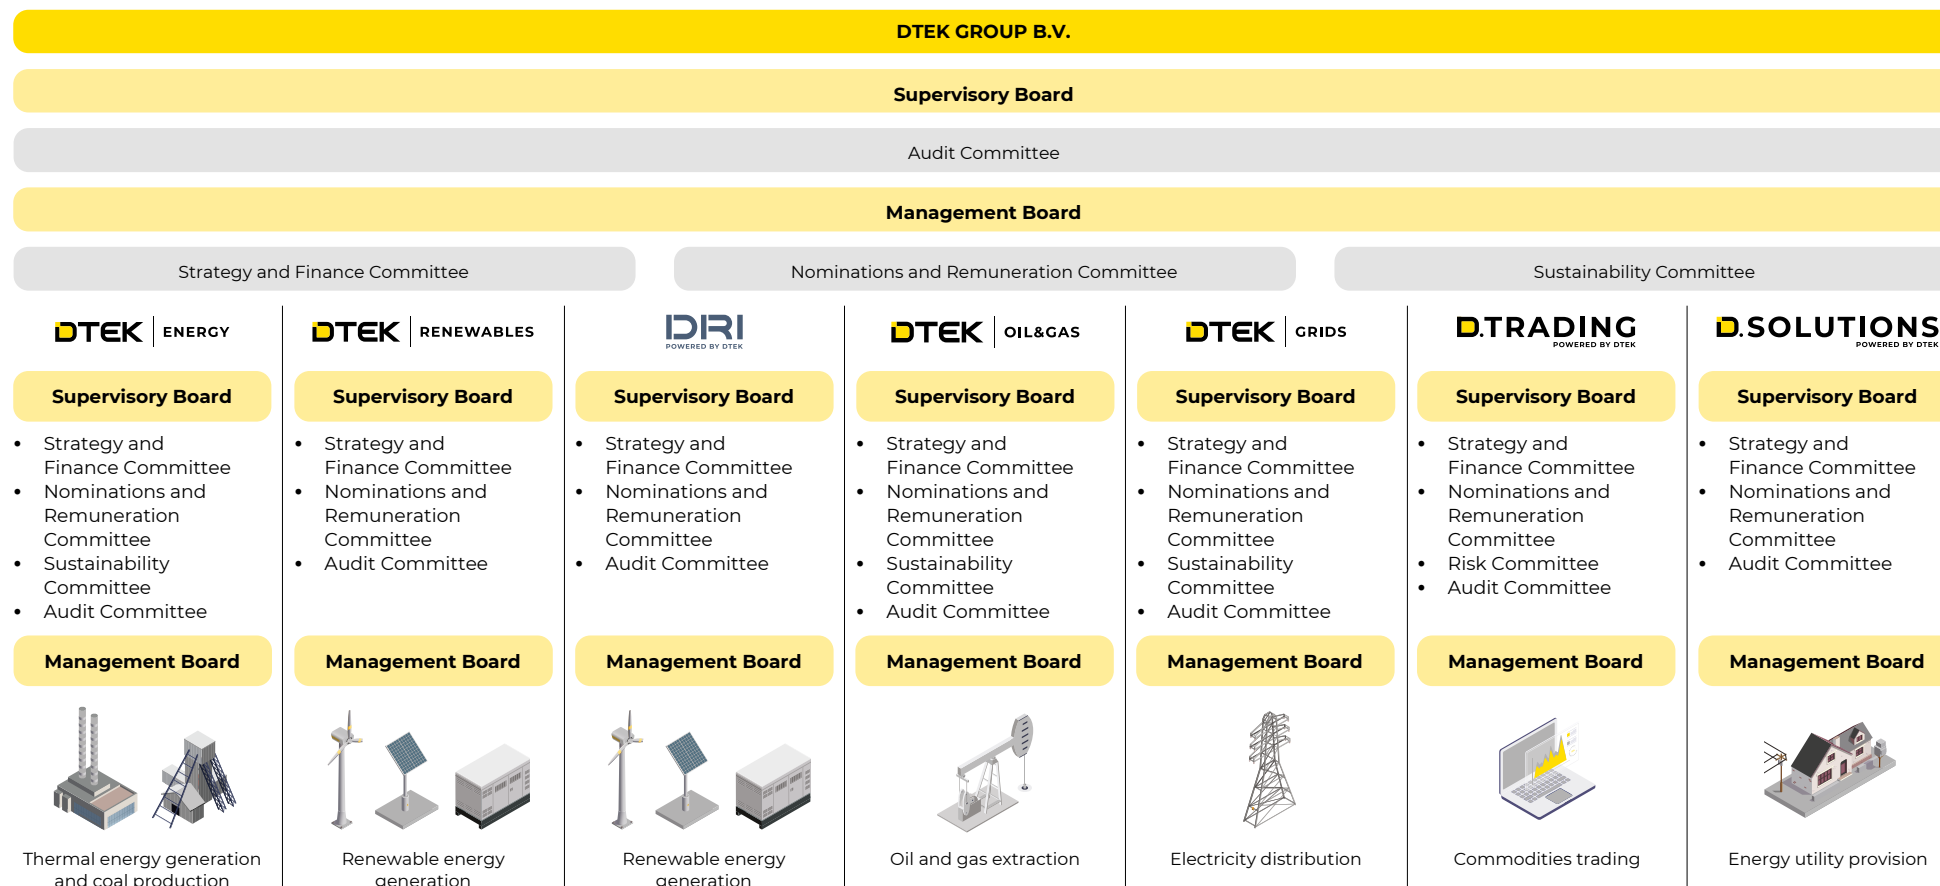 DTEK GROUP B.V.
Supervisory Board
Audit Committee
Management Board
Strategy and Finance Committee
Nominations and Remuneration Committee
Sustainability Committee
DTEK ENERGY
Supervisory Board
• Strategy and
Finance Committee
• Nominations and
Remuneration
Committee
• Sustainability
Committee
• Audit Committee
Management Board
Thermal energy generation
and coal production
DTEK RENEWABLES
Supervisory Board
• Strategy and
Finance Committee
• Nominations and
Remuneration
Committee
• Audit Committee
Management Board
Renewable energy
generation
DRI
POWERED BY DTEK
Supervisory Board
• Strategy and
Finance Committee
• Nominations and
Remuneration
Committee
• Audit Committee
Management Board
Renewable energy
generation
DTEK OIL&GAS
Supervisory Board
• Strategy and
Finance Committee
• Nominations and
Remuneration
Committee
• Sustainability
Committee
• Audit Committee
Management Board
Oil and gas extraction
DTEK GRIDS
Supervisory Board
• Strategy and
Finance Committee
• Nominations and
Remuneration
Committee
• Sustainability
Committee
• Audit Committee
Management Board
Electricity distribution
D.TRADING
POWERED BY DTEK
Supervisory Board
• Strategy and
Finance Committee
• Nominations and
Remuneration
Committee
• Risk Committee
• Audit Committee
Management Board
Commodities trading
D.SOLUTIONS
POWERED BY DTEK
Supervisory Board
• Strategy and
Finance Committee
• Nominations and
Remuneration
Committee
• Audit Committee
Management Board
Energy utility provision